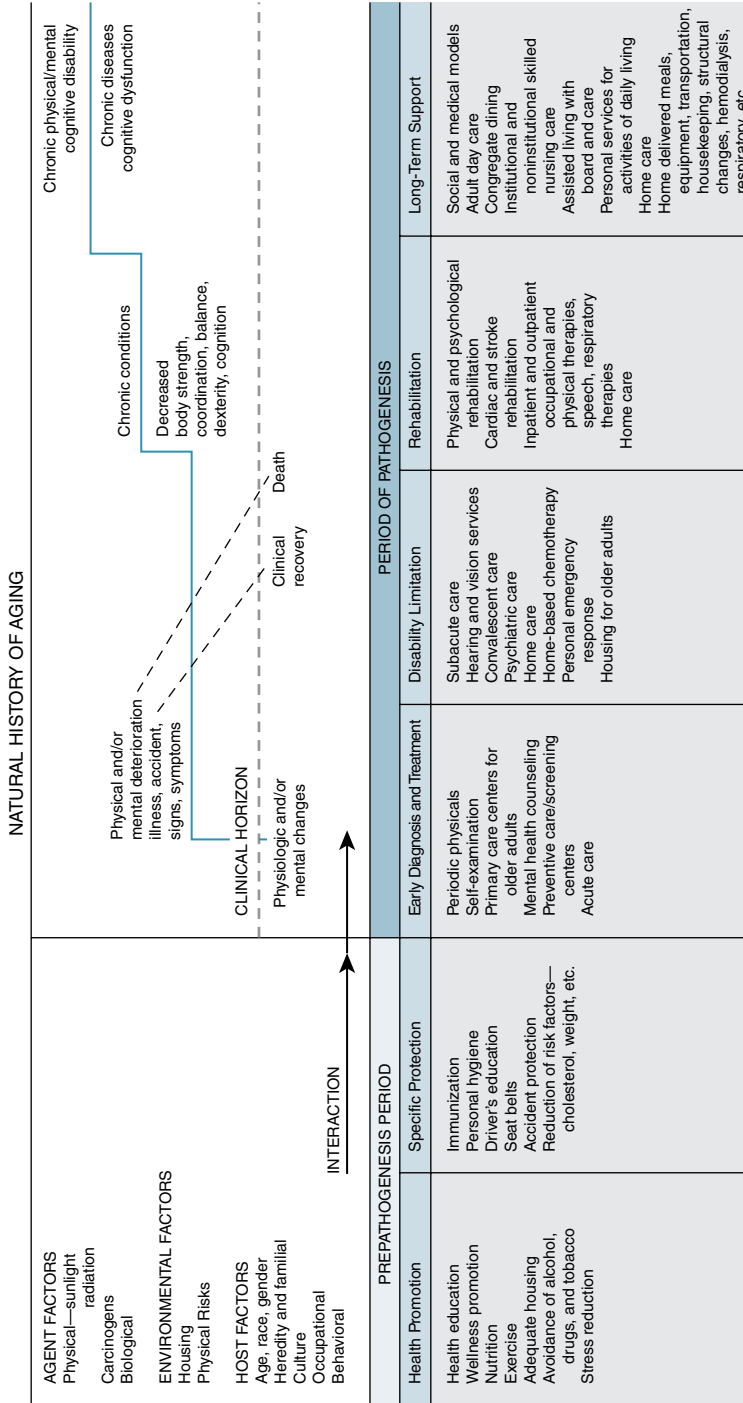 NATURAL HISTORY OF AGING
AGENT FACTORS
Physical—sunlight
radiation
Carcinogens
Biological
ENVIRONMENTAL FACTORS
Housing
Physical Risks
HOST FACTORS
Age, race, gender
Heredity and familial
Culture
Occupational
Behavioral
INTERACTION
Physical and/or
mental deterioration
illness, accident,
signs, symptoms
CLINICAL HORIZON
Physiologic and/or
mental changes
Clinical
recovery
Death
Chronic conditions
Decreased
body strength,
coordination, balance,
dexterity, cognition
Chronic physical/mental
cognitive disability
Chronic diseases
cognitive dysfunction
PREPATHOGENESIS PERIOD
PERIOD OF PATHOGENESIS
Health Promotion
Health education
Wellness promotion
Nutrition
Exercise
Adequate housing
Avoidance of alcohol,
drugs, and tobacco
Stress reduction
Specific Protection
Immunization
Personal hygiene
Driver's education
Seat belts
Accident protection
Reduction of risk factors—
cholesterol, weight, etc.
Early Diagnosis and Treatment
Periodic physicals
Self-examination
Primary care centers for
older adults
Mental health counseling
Preventive care/screening
centers
Acute care
Disability Limitation
Subacute care
Hearing and vision services
Convalescent care
Psychiatric care
Home care
Home-based chemotherapy
Personal emergency
response
Housing for older adults
Rehabilitation
Physical and psychological
rehabilitation
Cardiac and stroke
rehabilitation
Inpatient and outpatient
occupational and
physical therapies,
speech, respiratory
therapies
Home care
Long-Term Support
Social and medical models
Adult day care
Congregate dining
Institutional and
noninstitutional skilled
nursing care
Assisted living with
board and care
Personal services for
activities of daily living
Home care
Home delivered meals,
equipment, transportation,
housekeeping, structural
changes, hemodialysis,
respiratory, etc.